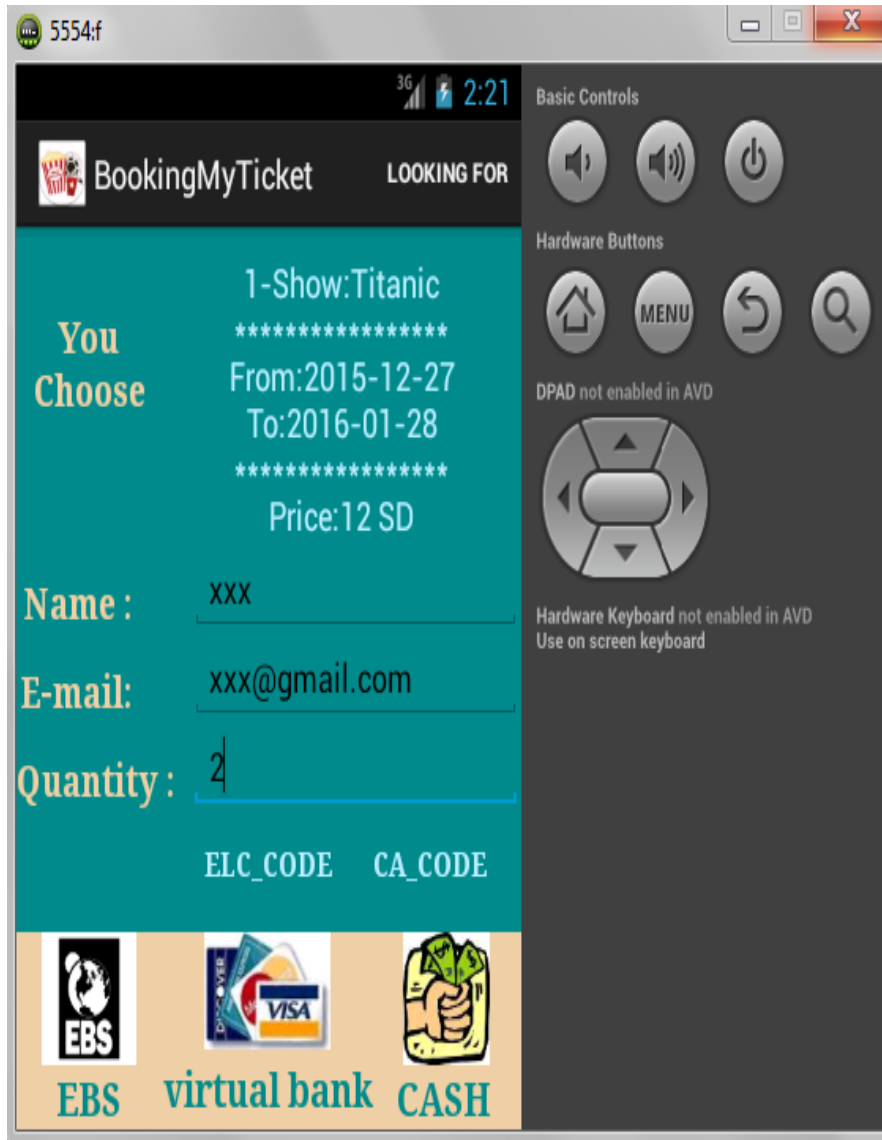 5554:f
3G 2:21
BookingMyTicket LOOKING FOR
You
Choose
1-Show:Titanic
*****************
From:2015-12-27
To:2016-01-28
*****************
Price:12 SD
Name : xxx
E-mail: xxx@gmail.com
Quantity : 2
ELC_CODE CA_CODE
EBS
DISCOVER
VISA
EBS virtual bank CASH
Basic Controls
Hardware Buttons
MENU
DPAD not enabled in AVD
Hardware Keyboard not enabled in AVD
Use on screen keyboard